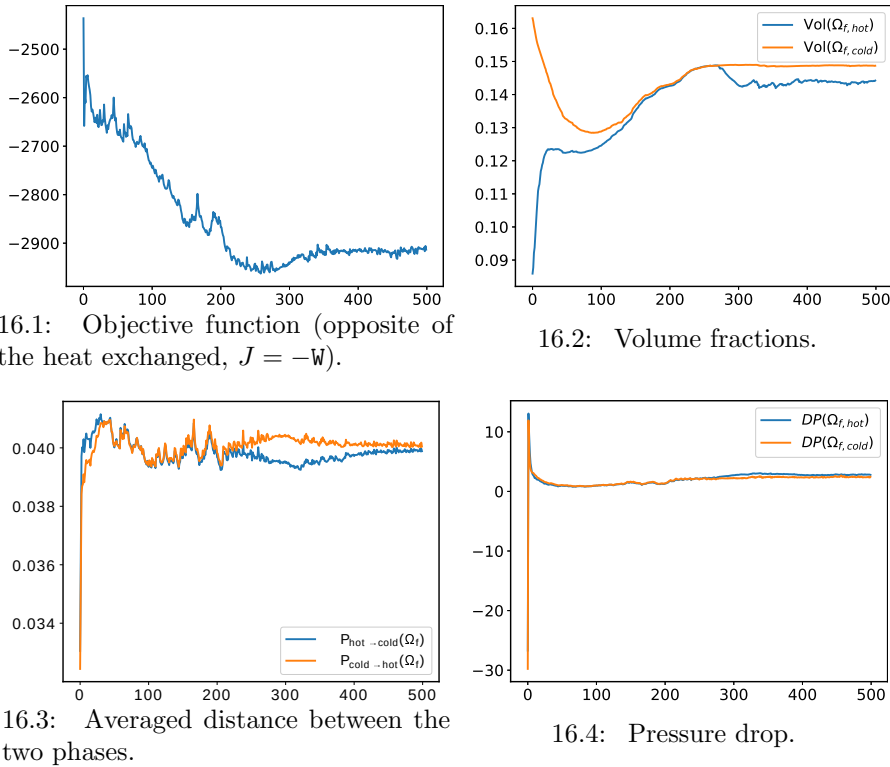 −2500
−2600
−2700
−2800
−2900
0 100 200 300 400 500
16.1: Objective function (opposite of
the heat exchanged, J = −W).
0.16
0.15
0.14
0.13
0.12
0.11
0.10
0.09
Vol(Ωf,hot)
Vol(Ωf,cold)
0 100 200 300 400 500
16.2: Volume fractions.
0.040
0.038
0.036
0.034
Phot→cold(Ωf)
Pcold→hot(Ωf)
0 100 200 300 400 500
16.3: Averaged distance between the
two phases.
10
0
−10
−20
−30
DP(Ωf,hot)
DP(Ωf,cold)
0 100 200 300 400 500
16.4: Pressure drop.